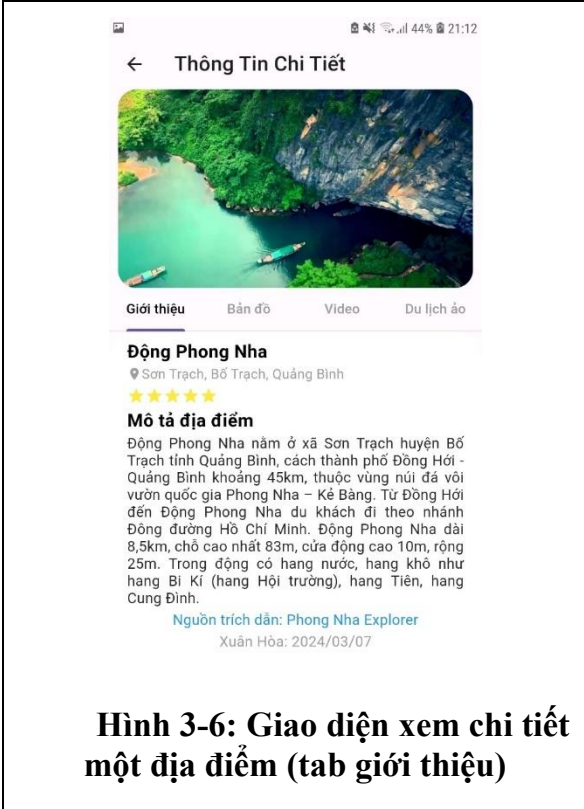 44% 21:12
Thông Tin Chi Tiết
Giới thiệu Bản đồ Video Du lịch ảo
Động Phong Nha
Sơn Trạch, Bố Trạch, Quảng Bình
Mô tả địa điểm
Động Phong Nha nằm ở xã Sơn Trạch huyện Bố
Trạch tỉnh Quảng Bình, cách thành phố Đồng Hới -
Quảng Bình khoảng 45km, thuộc vùng núi đá vôi
vườn quốc gia Phong Nha – Kẻ Bàng. Từ Đồng Hới
đến Động Phong Nha du khách đi theo nhánh
Đông đường Hồ Chí Minh. Động Phong Nha dài
8,5km, chỗ cao nhất 83m, cửa động cao 10m, rộng
25m. Trong động có hang nước, hang khô như
hang Bi Kí (hang Hội trường), hang Tiên, hang
Cung Đình.
Nguồn trích dẫn: Phong Nha Explorer
Xuân Hòa: 2024/03/07
Hình 3-6: Giao diện xem chi tiết
một địa điểm (tab giới thiệu)